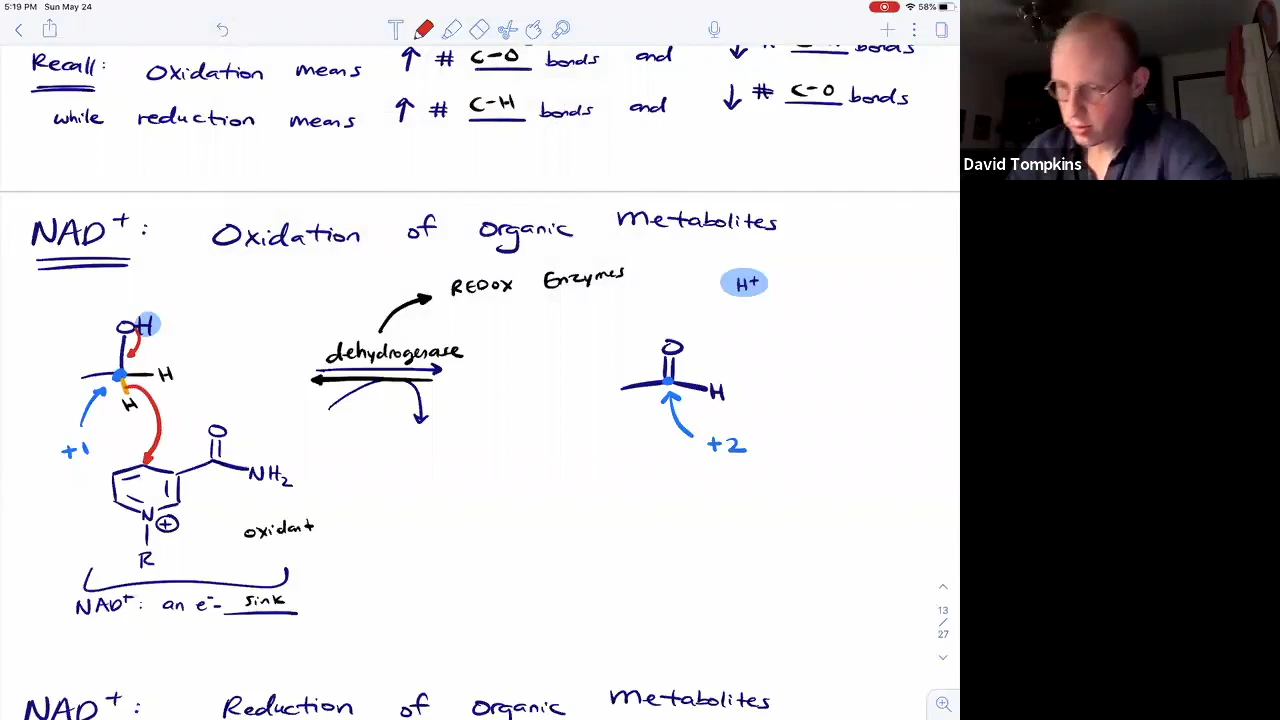 5:19 PM Sun May 24
58%
Recall: Oxidation means ↑ # C-O bonds and ↓ # bonds
while reduction means ↑ # C-H bonds and ↓ # C-O bonds
David Tompkins
NAD+: Oxidation of organic metabolites
REDOX Enzymes
H+
OH
dehydrogerase
O
H
H
H
+1
+2
O
NH2
N +
oxidant
R
NAD+: an e- sink
13
/
27
NAD+: Reduction of organic metabolites